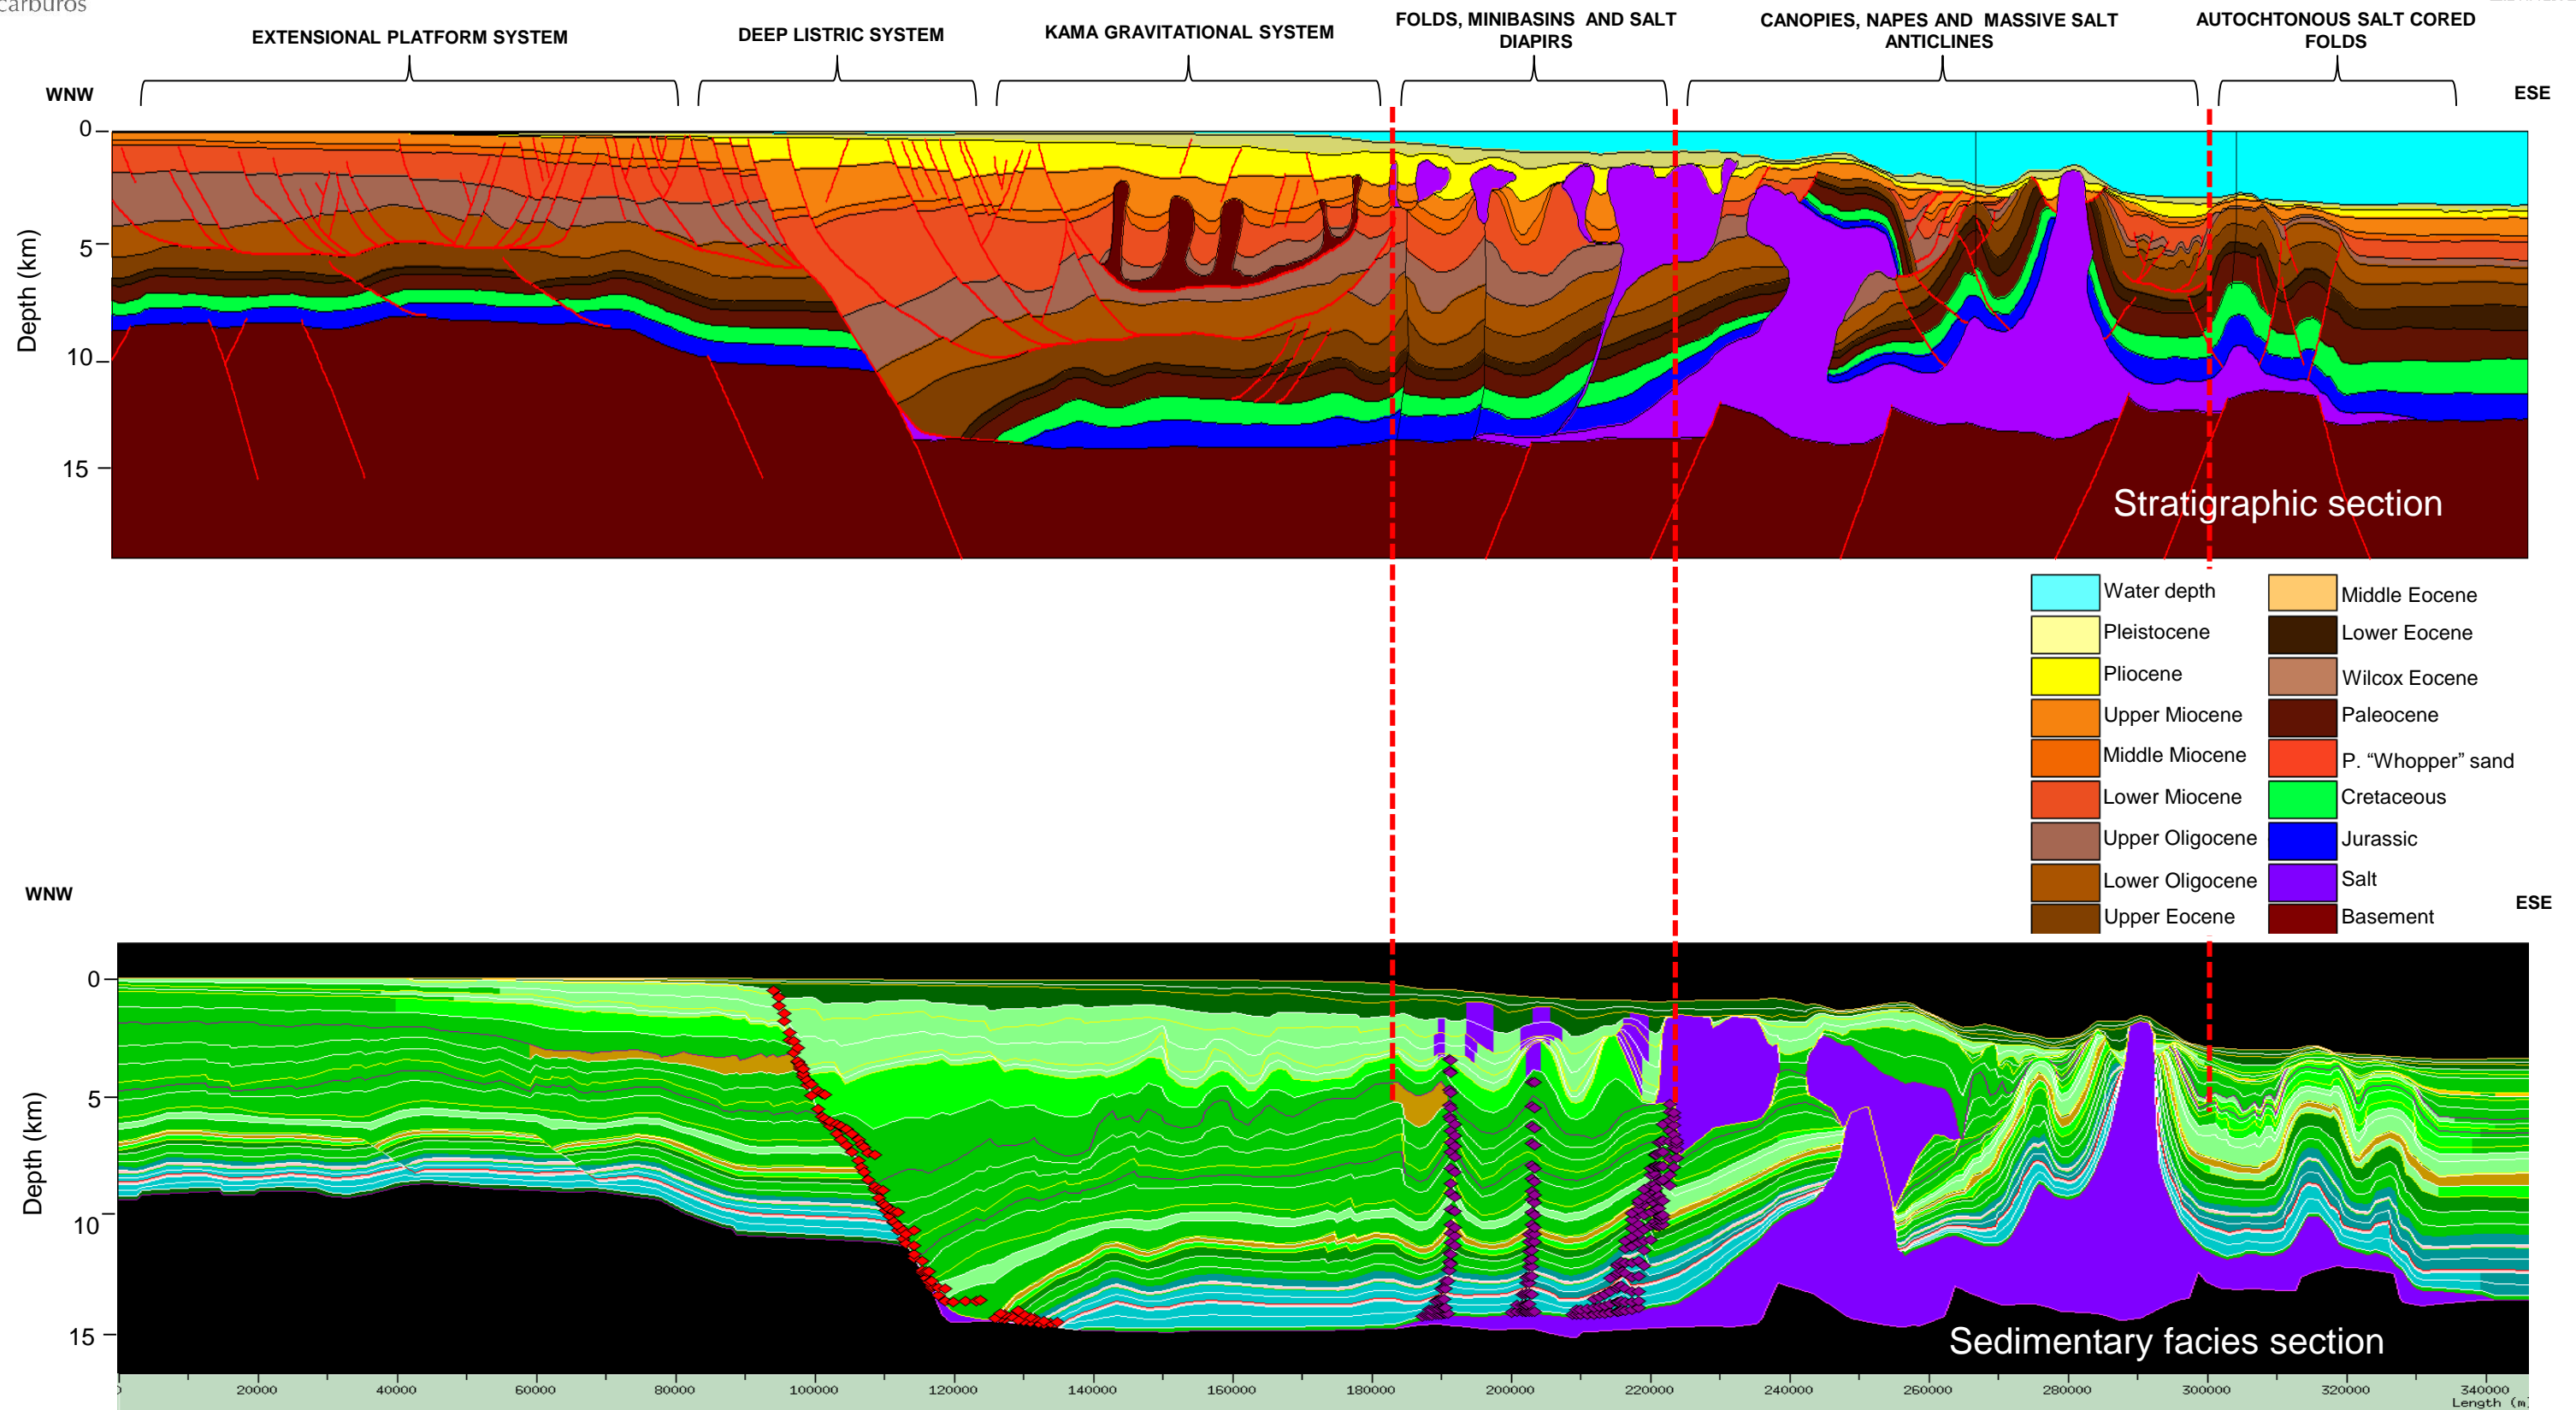 carburos
EXTENSIONAL PLATFORM SYSTEM
DEEP LISTRIC SYSTEM
KAMA GRAVITATIONAL SYSTEM
FOLDS, MINIBASINS AND SALT
DIAPIRS
CANOPIES, NAPES AND MASSIVE SALT
ANTICLINES
AUTOCHTONOUS SALT CORED
FOLDS
WNW
ESE
Depth (km)
0
5
10
15
Stratigraphic section
Water depth
Pleistocene
Pliocene
Upper Miocene
Middle Miocene
Lower Miocene
Upper Oligocene
Lower Oligocene
Upper Eocene
Middle Eocene
Lower Eocene
Wilcox Eocene
Paleocene
P. “Whopper” sand
Cretaceous
Jurassic
Salt
Basement
WNW
ESE
Depth (km)
0
5
10
15
Sedimentary facies section
20000 40000 60000 80000 100000 120000 140000 160000 180000 200000 220000 240000 260000 280000 300000 320000 340000
Length (m